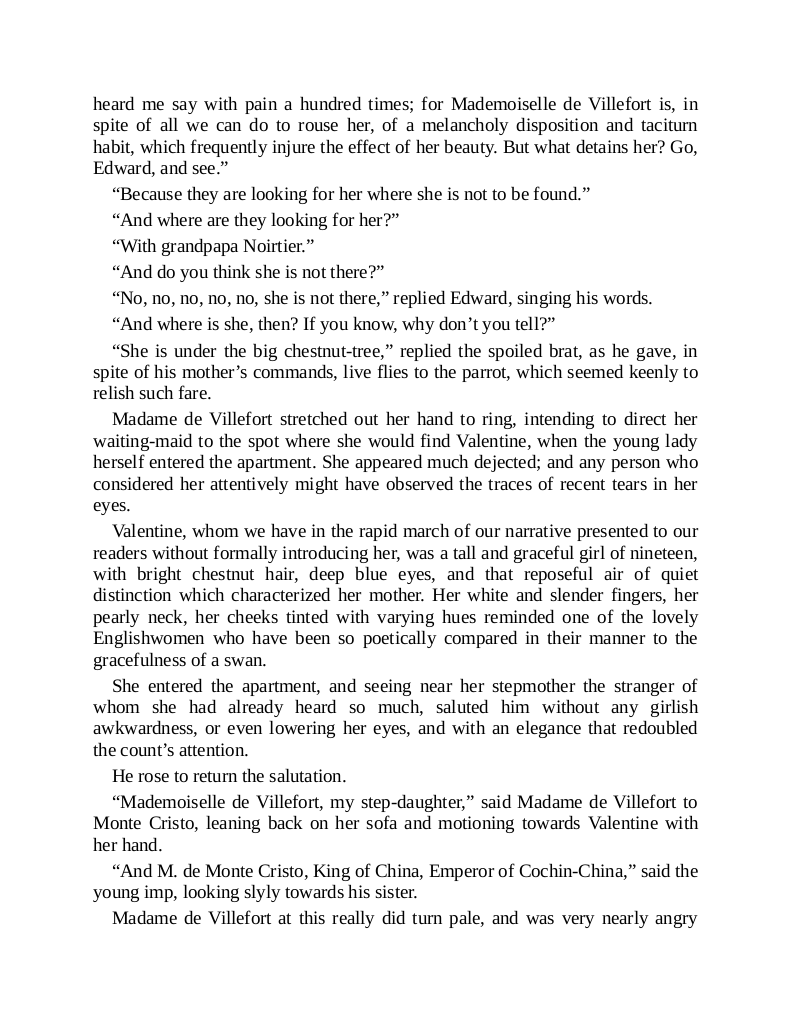 heard me say with pain a hundred times; for Mademoiselle de Villefort is, in
spite of all we can do to rouse her, of a melancholy disposition and taciturn
habit, which frequently injure the effect of her beauty. But what detains her? Go,
Edward, and see.”
“Because they are looking for her where she is not to be found.”
“And where are they looking for her?”
“With grandpapa Noirtier.”
“And do you think she is not there?”
“No, no, no, no, no, she is not there,” replied Edward, singing his words.
“And where is she, then? If you know, why don’t you tell?”
“She is under the big chestnut-tree,” replied the spoiled brat, as he gave, in
spite of his mother’s commands, live flies to the parrot, which seemed keenly to
relish such fare.
Madame de Villefort stretched out her hand to ring, intending to direct her
waiting-maid to the spot where she would find Valentine, when the young lady
herself entered the apartment. She appeared much dejected; and any person who
considered her attentively might have observed the traces of recent tears in her
eyes.
Valentine, whom we have in the rapid march of our narrative presented to our
readers without formally introducing her, was a tall and graceful girl of nineteen,
with bright chestnut hair, deep blue eyes, and that reposeful air of quiet
distinction which characterized her mother. Her white and slender fingers, her
pearly neck, her cheeks tinted with varying hues reminded one of the lovely
Englishwomen who have been so poetically compared in their manner to the
gracefulness of a swan.
She entered the apartment, and seeing near her stepmother the stranger of
whom she had already heard so much, saluted him without any girlish
awkwardness, or even lowering her eyes, and with an elegance that redoubled
the count’s attention.
He rose to return the salutation.
“Mademoiselle de Villefort, my step-daughter,” said Madame de Villefort to
Monte Cristo, leaning back on her sofa and motioning towards Valentine with
her hand.
“And M. de Monte Cristo, King of China, Emperor of Cochin-China,” said the
young imp, looking slyly towards his sister.
Madame de Villefort at this really did turn pale, and was very nearly angry